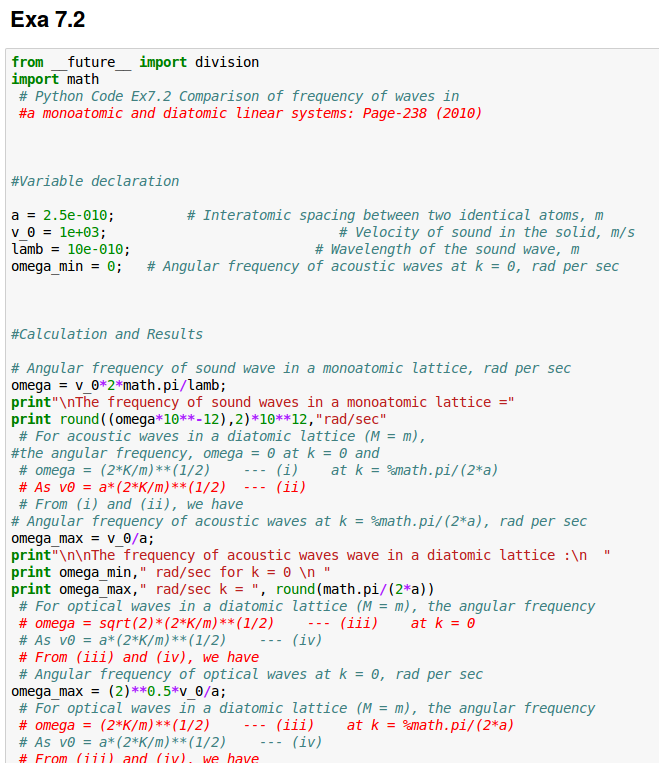 Exa 7.2
from __future__ import division
import math
# Python Code Ex7.2 Comparison of frequency of waves in
#a monoatomic and diatomic linear systems: Page-238 (2010)
#Variable declaration
a = 2.5e-010;         # Interatomic spacing between two identical atoms, m
v_0 = 1e+03;                             # Velocity of sound in the solid, m/s
lamb = 10e-010;                       # Wavelength of the sound wave, m
omega_min = 0;   # Angular frequency of acoustic waves at k = 0, rad per sec
#Calculation and Results
# Angular frequency of sound wave in a monoatomic lattice, rad per sec
omega = v_0*2*math.pi/lamb;
print"\nThe frequency of sound waves in a monoatomic lattice ="
print round((omega*10**-12),2)*10**12,"rad/sec"
# For acoustic waves in a diatomic lattice (M = m),
#the angular frequency, omega = 0 at k = 0 and
# omega = (2*K/m)**(1/2)    --- (i)    at k = %math.pi/(2*a)
# As v0 = a*(2*K/m)**(1/2)  --- (ii)
# From (i) and (ii), we have
# Angular frequency of acoustic waves at k = %math.pi/(2*a), rad per sec
omega_max = v_0/a;
print"\n\nThe frequency of acoustic waves wave in a diatomic lattice :\n  "
print omega_min," rad/sec for k = 0 \n "
print omega_max," rad/sec k = ", round(math.pi/(2*a))
# For optical waves in a diatomic lattice (M = m), the angular frequency
# omega = sqrt(2)*(2*K/m)**(1/2)    --- (iii)    at k = 0
# As v0 = a*(2*K/m)**(1/2)    --- (iv)
# From (iii) and (iv), we have
# Angular frequency of optical waves at k = 0, rad per sec
omega_max = (2)**0.5*v_0/a;
# For optical waves in a diatomic lattice (M = m), the angular frequency
# omega = (2*K/m)**(1/2)    --- (iii)    at k = %math.pi/(2*a)
# As v0 = a*(2*K/m)**(1/2)    --- (iv)
# From (iii) and (iv), we have